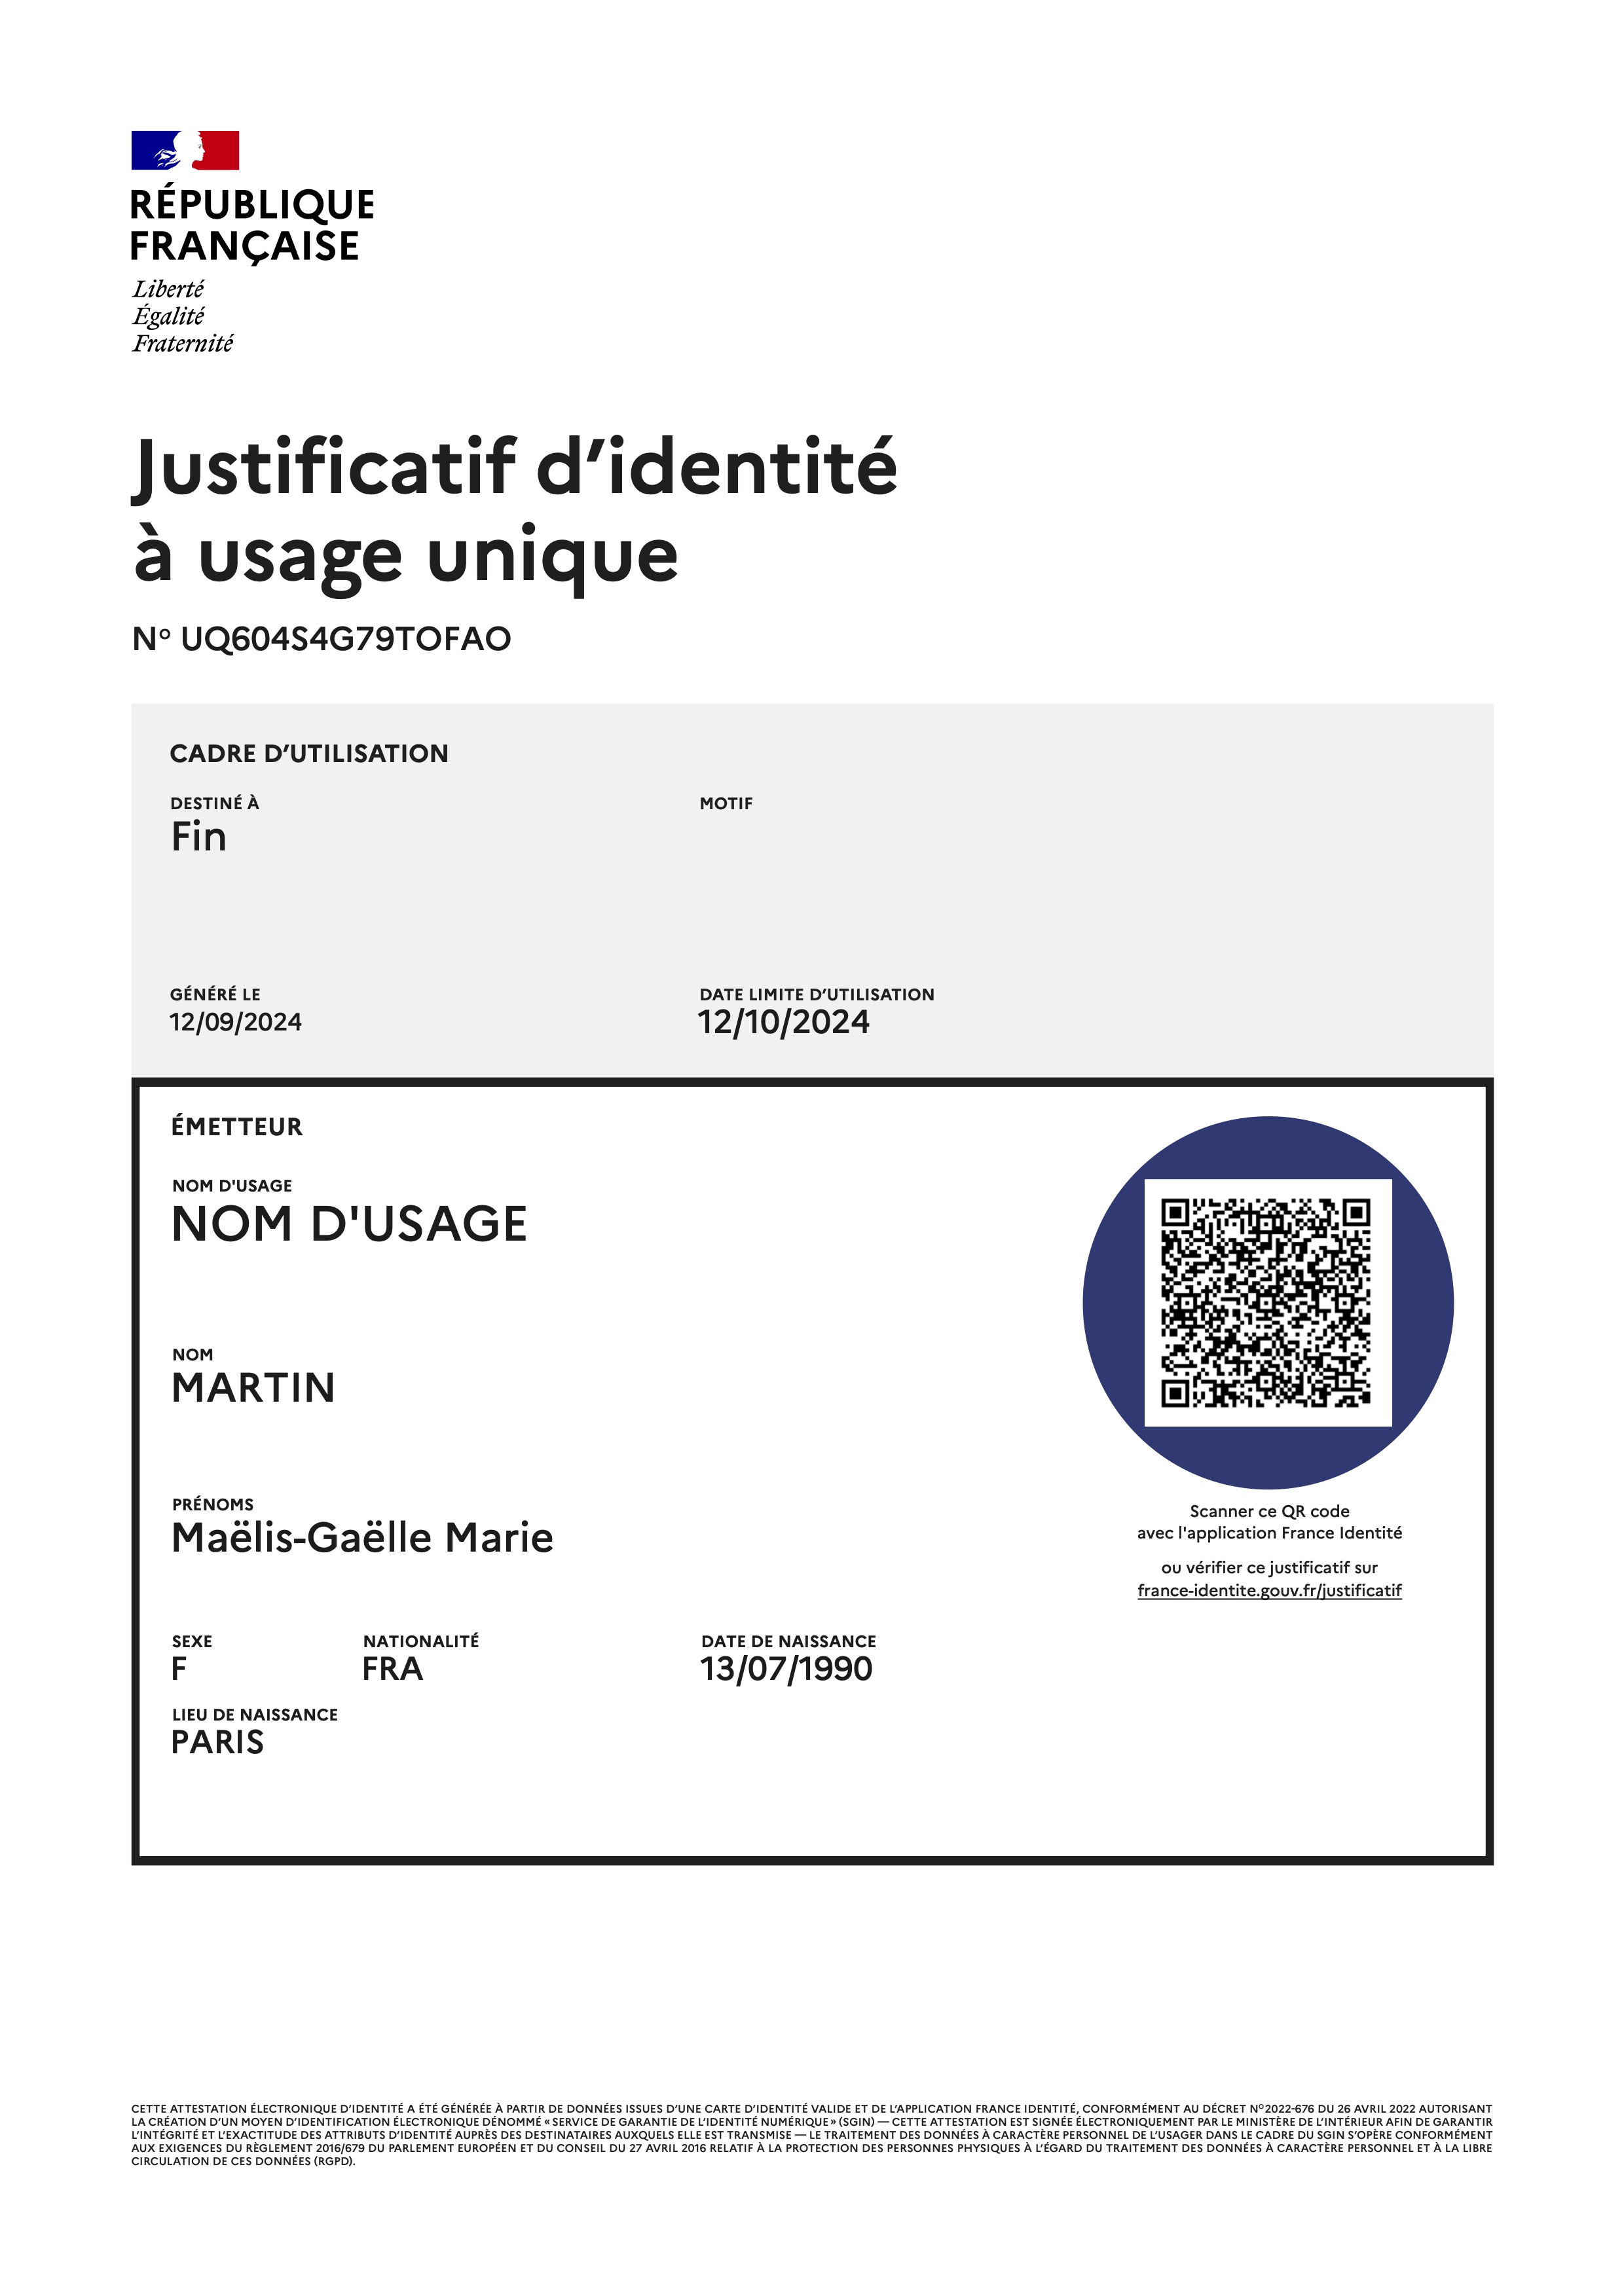 RÉPUBLIQUE
FRANÇAISE
Liberté
Égalité
Fraternité
Justificatif d’identité
à usage unique
Nº UQ604S4G79TOFAO
CADRE D’UTILISATION
DESTINÉ À
Fin
MOTIF
GÉNÉRÉ LE
12/09/2024
DATE LIMITE D’UTILISATION
12/10/2024
ÉMETTEUR
NOM D'USAGE
NOM D'USAGE
NOM
MARTIN
PRÉNOMS
Maëlis-Gaëlle Marie
Scanner ce QR code
avec l'application France Identité
ou vérifier ce justificatif sur
france-identite.gouv.fr/justificatif
SEXE
F
NATIONALITÉ
FRA
DATE DE NAISSANCE
13/07/1990
LIEU DE NAISSANCE
PARIS
CETTE ATTESTATION ÉLECTRONIQUE D’IDENTITÉ A ÉTÉ GÉNÉRÉE À PARTIR DE DONNÉES ISSUES D’UNE CARTE D’IDENTITÉ VALIDE ET DE L’APPLICATION FRANCE IDENTITÉ, CONFORMÉMENT AU DÉCRET Nº2022-676 DU 26 AVRIL 2022 AUTORISANT
LA CRÉATION D’UN MOYEN D’IDENTIFICATION ÉLECTRONIQUE DÉNOMMÉ « SERVICE DE GARANTIE DE L’IDENTITÉ NUMÉRIQUE » (SGIN) — CETTE ATTESTATION EST SIGNÉE ÉLECTRONIQUEMENT PAR LE MINISTÈRE DE L’INTÉRIEUR AFIN DE GARANTIR
L’INTÉGRITÉ ET L’EXACTITUDE DES ATTRIBUTS D’IDENTITÉ AUPRÈS DES DESTINATAIRES AUXQUELS ELLE EST TRANSMISE — LE TRAITEMENT DES DONNÉES À CARACTÈRE PERSONNEL DE L’USAGER DANS LE CADRE DU SGIN S’OPÈRE CONFORMÉMENT
AUX EXIGENCES DU RÈGLEMENT 2016/679 DU PARLEMENT EUROPÉEN ET DU CONSEIL DU 27 AVRIL 2016 RELATIF À LA PROTECTION DES PERSONNES PHYSIQUES À L’ÉGARD DU TRAITEMENT DES DONNÉES À CARACTÈRE PERSONNEL ET À LA LIBRE
CIRCULATION DE CES DONNÉES (RGPD).